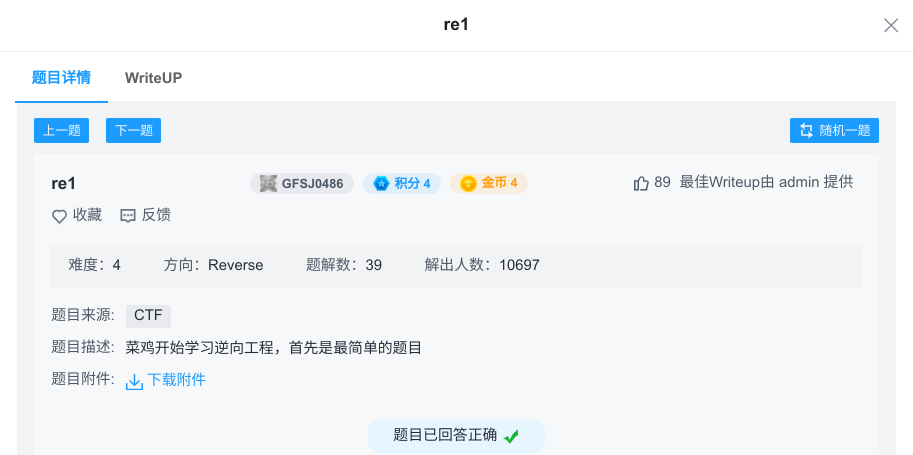 re1
题目详情 WriteUP
上一题 下一题 随机一题
re1 GFSJ0486 积分 4 金币 4 89 最佳Writeup由 admin 提供
收藏 反馈
难度：4 方向：Reverse 题解数：39 解出人数：10697
题目来源: CTF
题目描述: 菜鸡开始学习逆向工程，首先是最简单的题目
题目附件: 下载附件
题目已回答正确